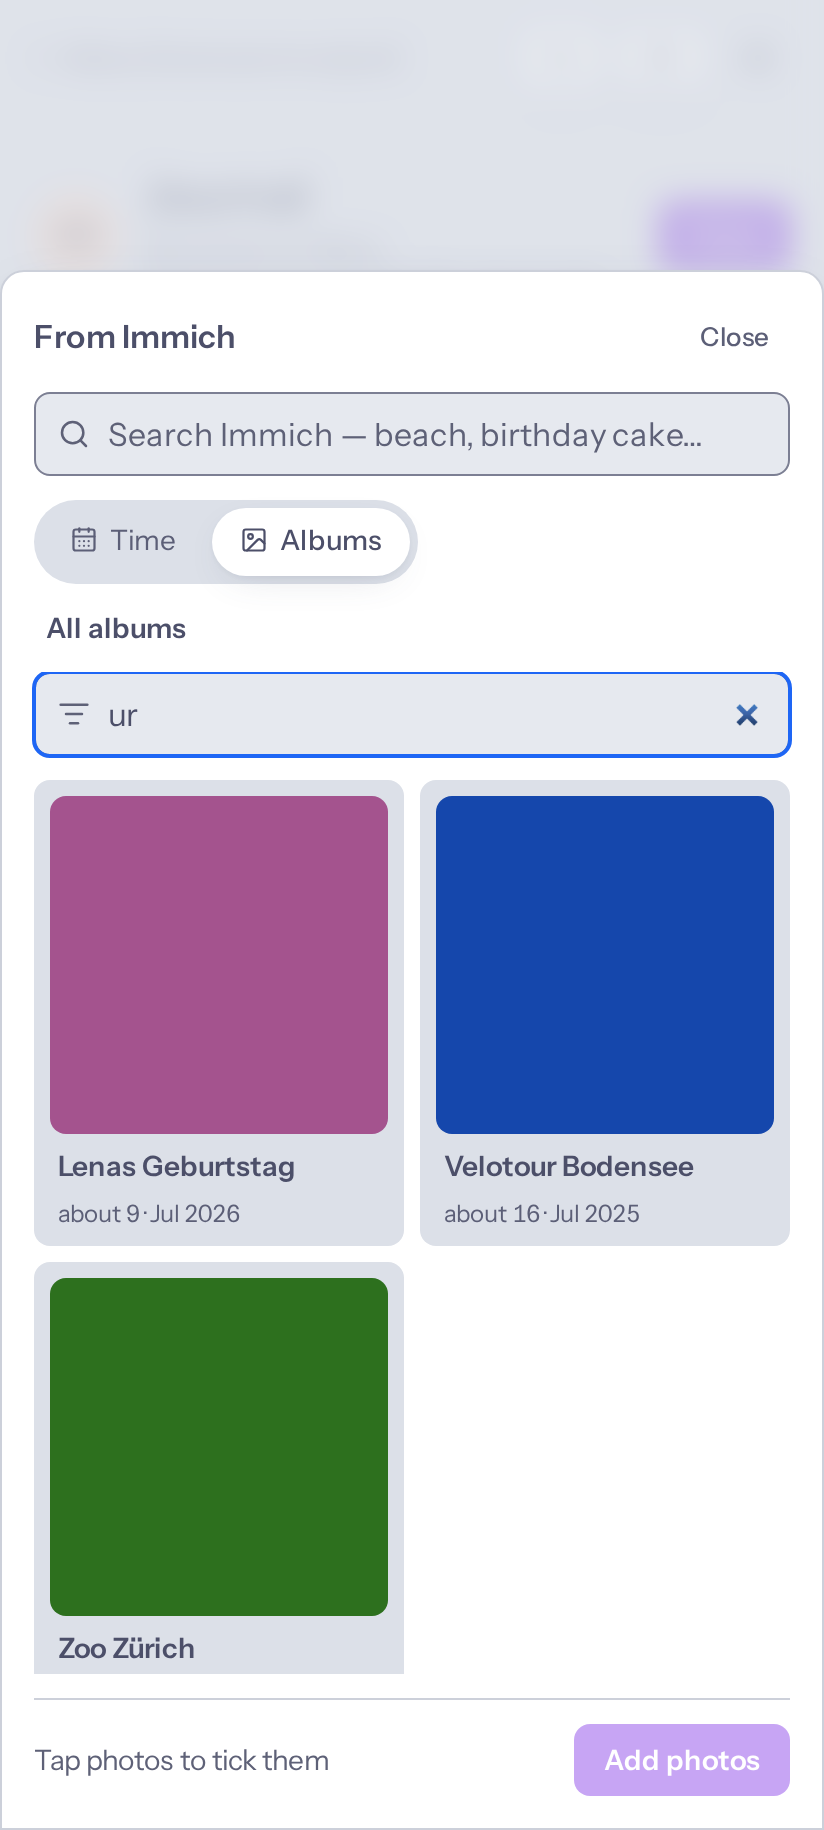 From Immich
Close
Search Immich — beach, birthday cake...
Time
Albums
All albums
ur
Lenas Geburtstag
about 9 · Jul 2026
Velotour Bodensee
about 16 · Jul 2025
Zoo Zürich
Tap photos to tick them
Add photos